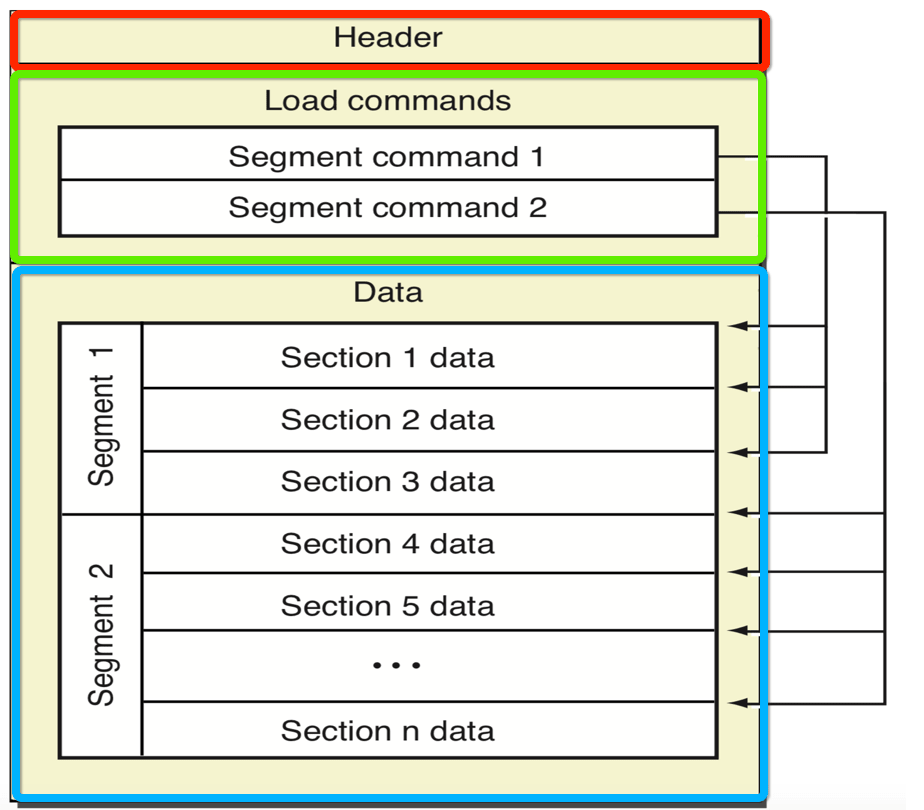 Header
Load commands
Segment command 1
Segment command 2
Data
Segment 1
Section 1 data
Section 2 data
Section 3 data
Segment 2
Section 4 data
Section 5 data
...
Section n data